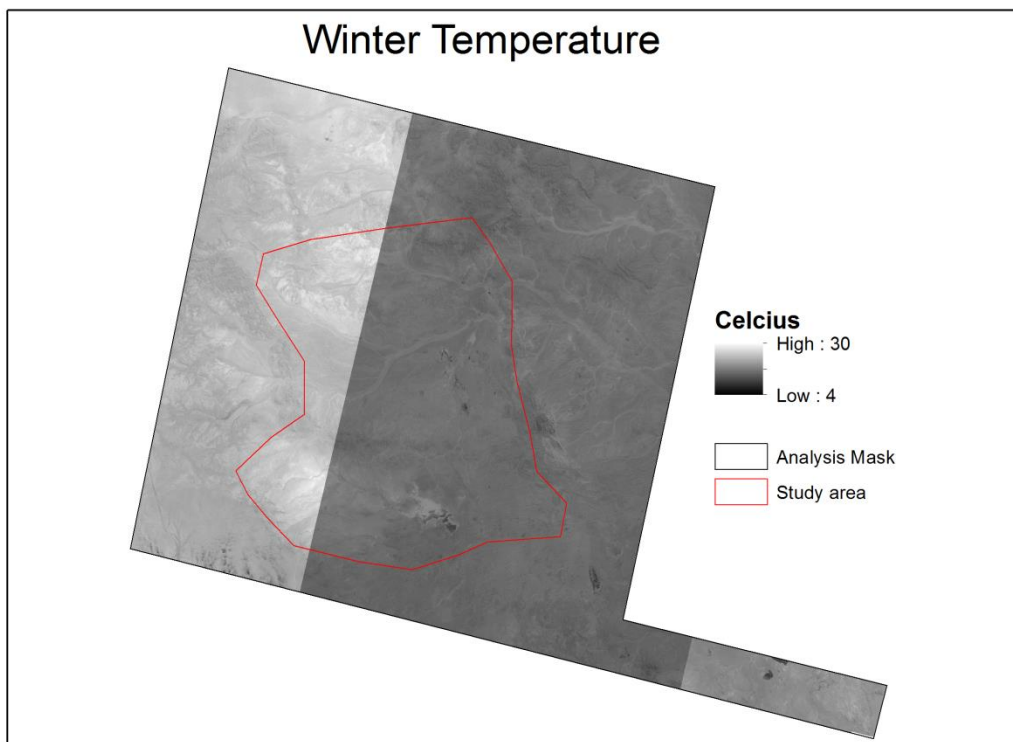 Winter Temperature
Celcius
High : 30
Low : 4
Analysis Mask
Study area